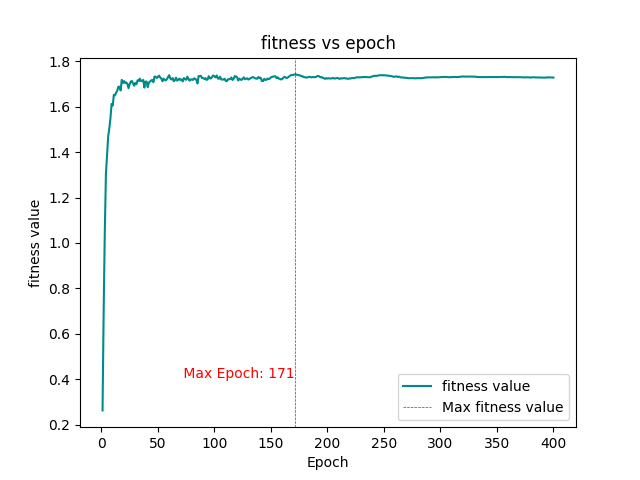 fitness vs epoch
1.8
1.6
1.4
1.2
1.0
0.8
0.6
0.4
0.2
fitness value
Max Epoch: 171
fitness value
Max fitness value
0 50 100 150 200 250 300 350 400
Epoch